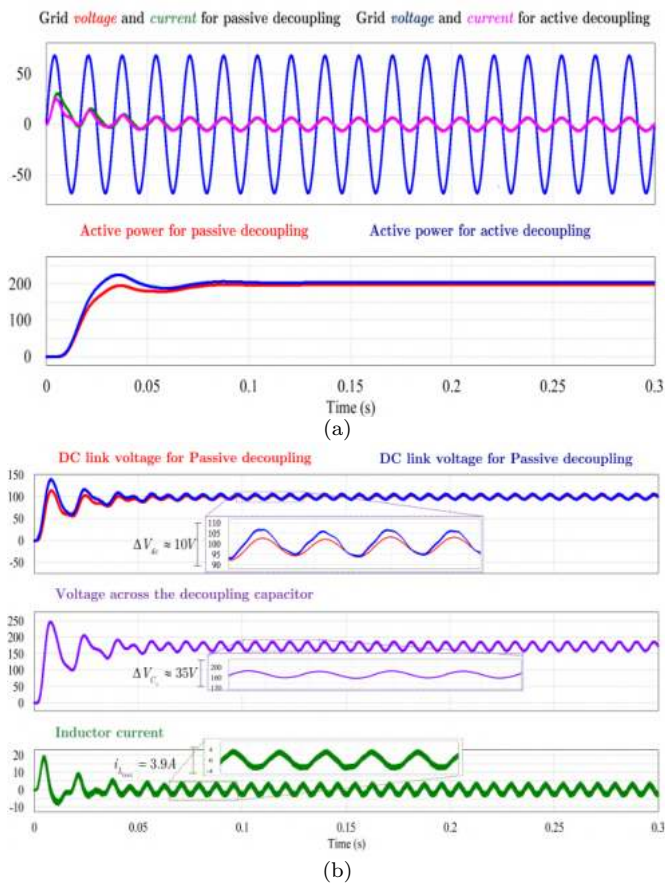 Grid voltage and current for passive decoupling Grid voltage and current for active decoupling
50
0
-50
Active power for passive decoupling Active power for active decoupling
200
100
0
0 0.05 0.1 0.15 0.2 0.25 0.3
Time (s)
(a)
DC link voltage for Passive decoupling DC link voltage for Passive decoupling
150
100
50
0
-50
110
105
100
95
90
ΔV_dc ≈ 10V
Voltage across the decoupling capacitor
250
200
150
100
50
0
200
ΔV_C ≈ 35V
Inductor current
20
10
0
-10
= 3.9A
0 0.05 0.1 0.15 0.2 0.25 0.3
Time (s)
(b)